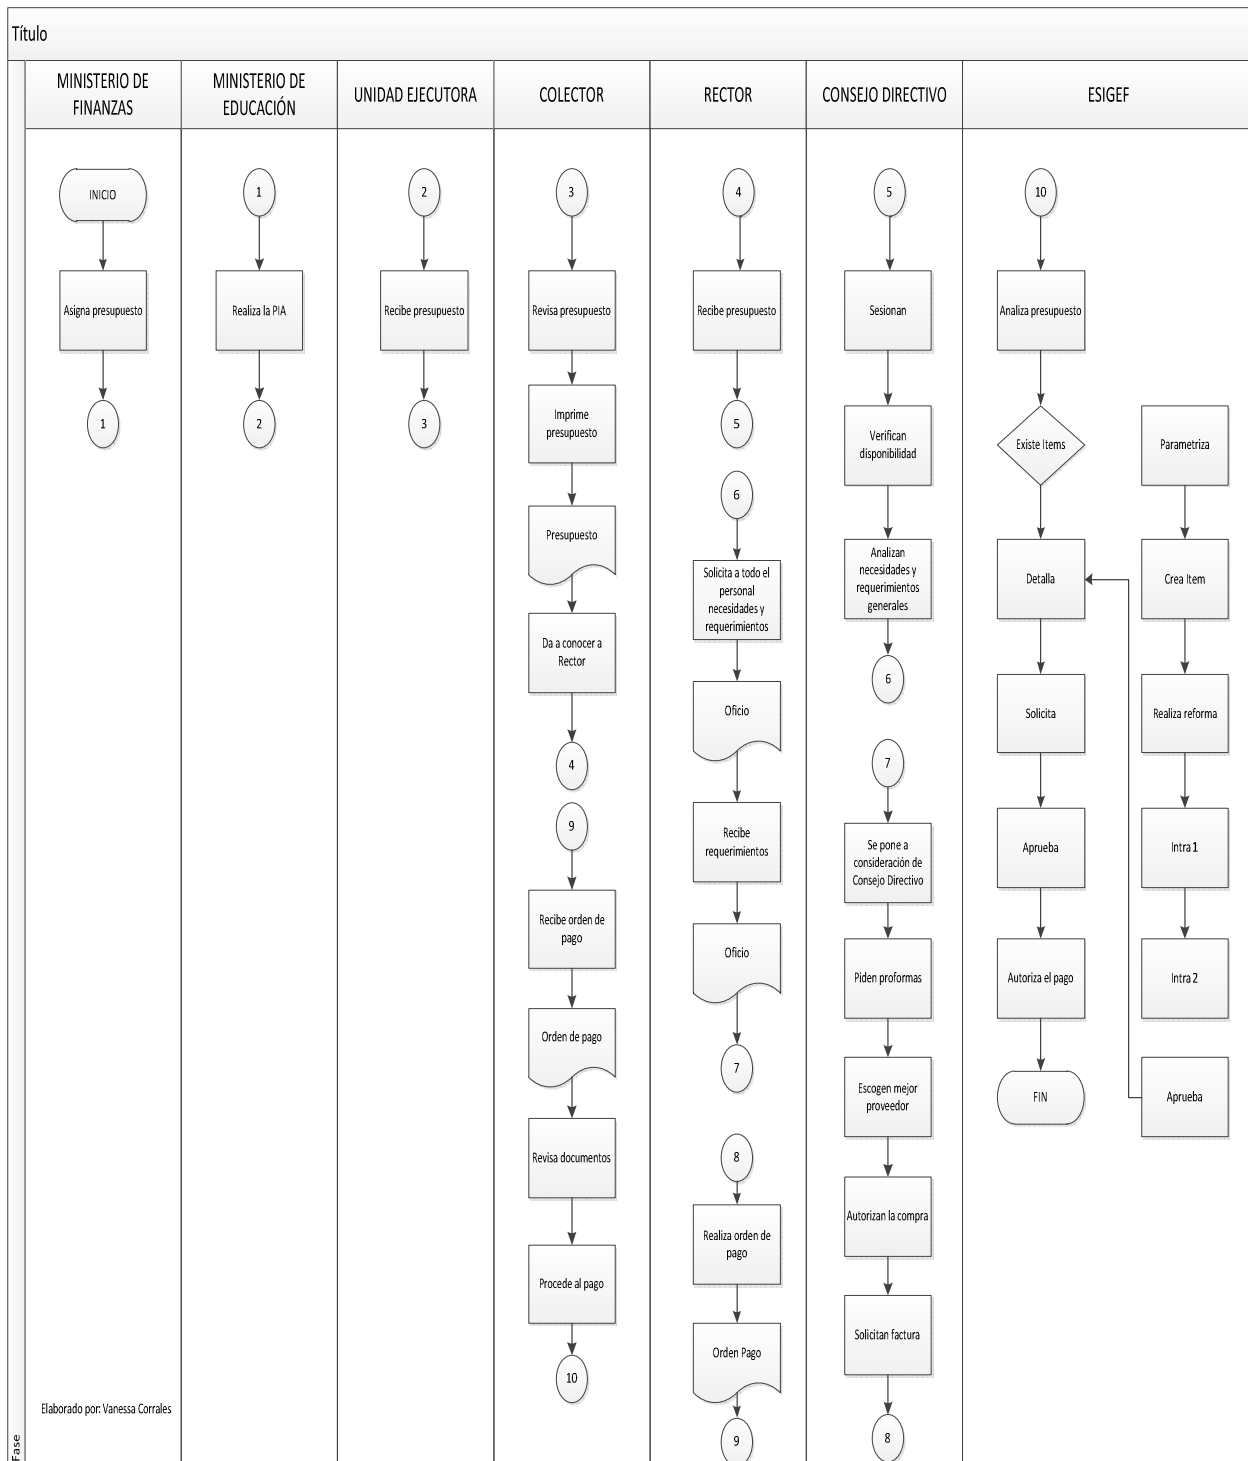 Título
MINISTERIO DE
FINANZAS
MINISTERIO DE
EDUCACIÓN
UNIDAD EJECUTORA
COLECTOR
RECTOR
CONSEJO DIRECTIVO
ESIGEF
INICIO
Asigna presupuesto
1
1
Realiza la PIA
2
2
Recibe presupuesto
3
3
Revisa presupuesto
Imprime
presupuesto
Presupuesto
Da a conocer a
Rector
4
9
Recibe orden de
pago
Orden de pago
Revisa documentos
Procede al pago
10
4
Recibe presupuesto
5
6
Solicita a todo el
personal
necesidades y
requerimientos
Oficio
Recibe
requerimientos
Oficio
7
8
Realiza orden de
pago
Orden Pago
9
5
Sesionan
Verifican
disponibilidad
Analizan
necesidades y
requerimientos
generales
6
7
Se pone a
consideración de
Consejo Directivo
Piden proformas
Escogen mejor
proveedor
Autorizan la compra
Solicitan factura
8
10
Analiza presupuesto
Existe Items
Detalla
Solicita
Aprueba
Autoriza el pago
FIN
Parametriza
Crea Item
Realiza reforma
Intra 1
Intra 2
Aprueba
Elaborado por: Vanessa Corrales
Fase